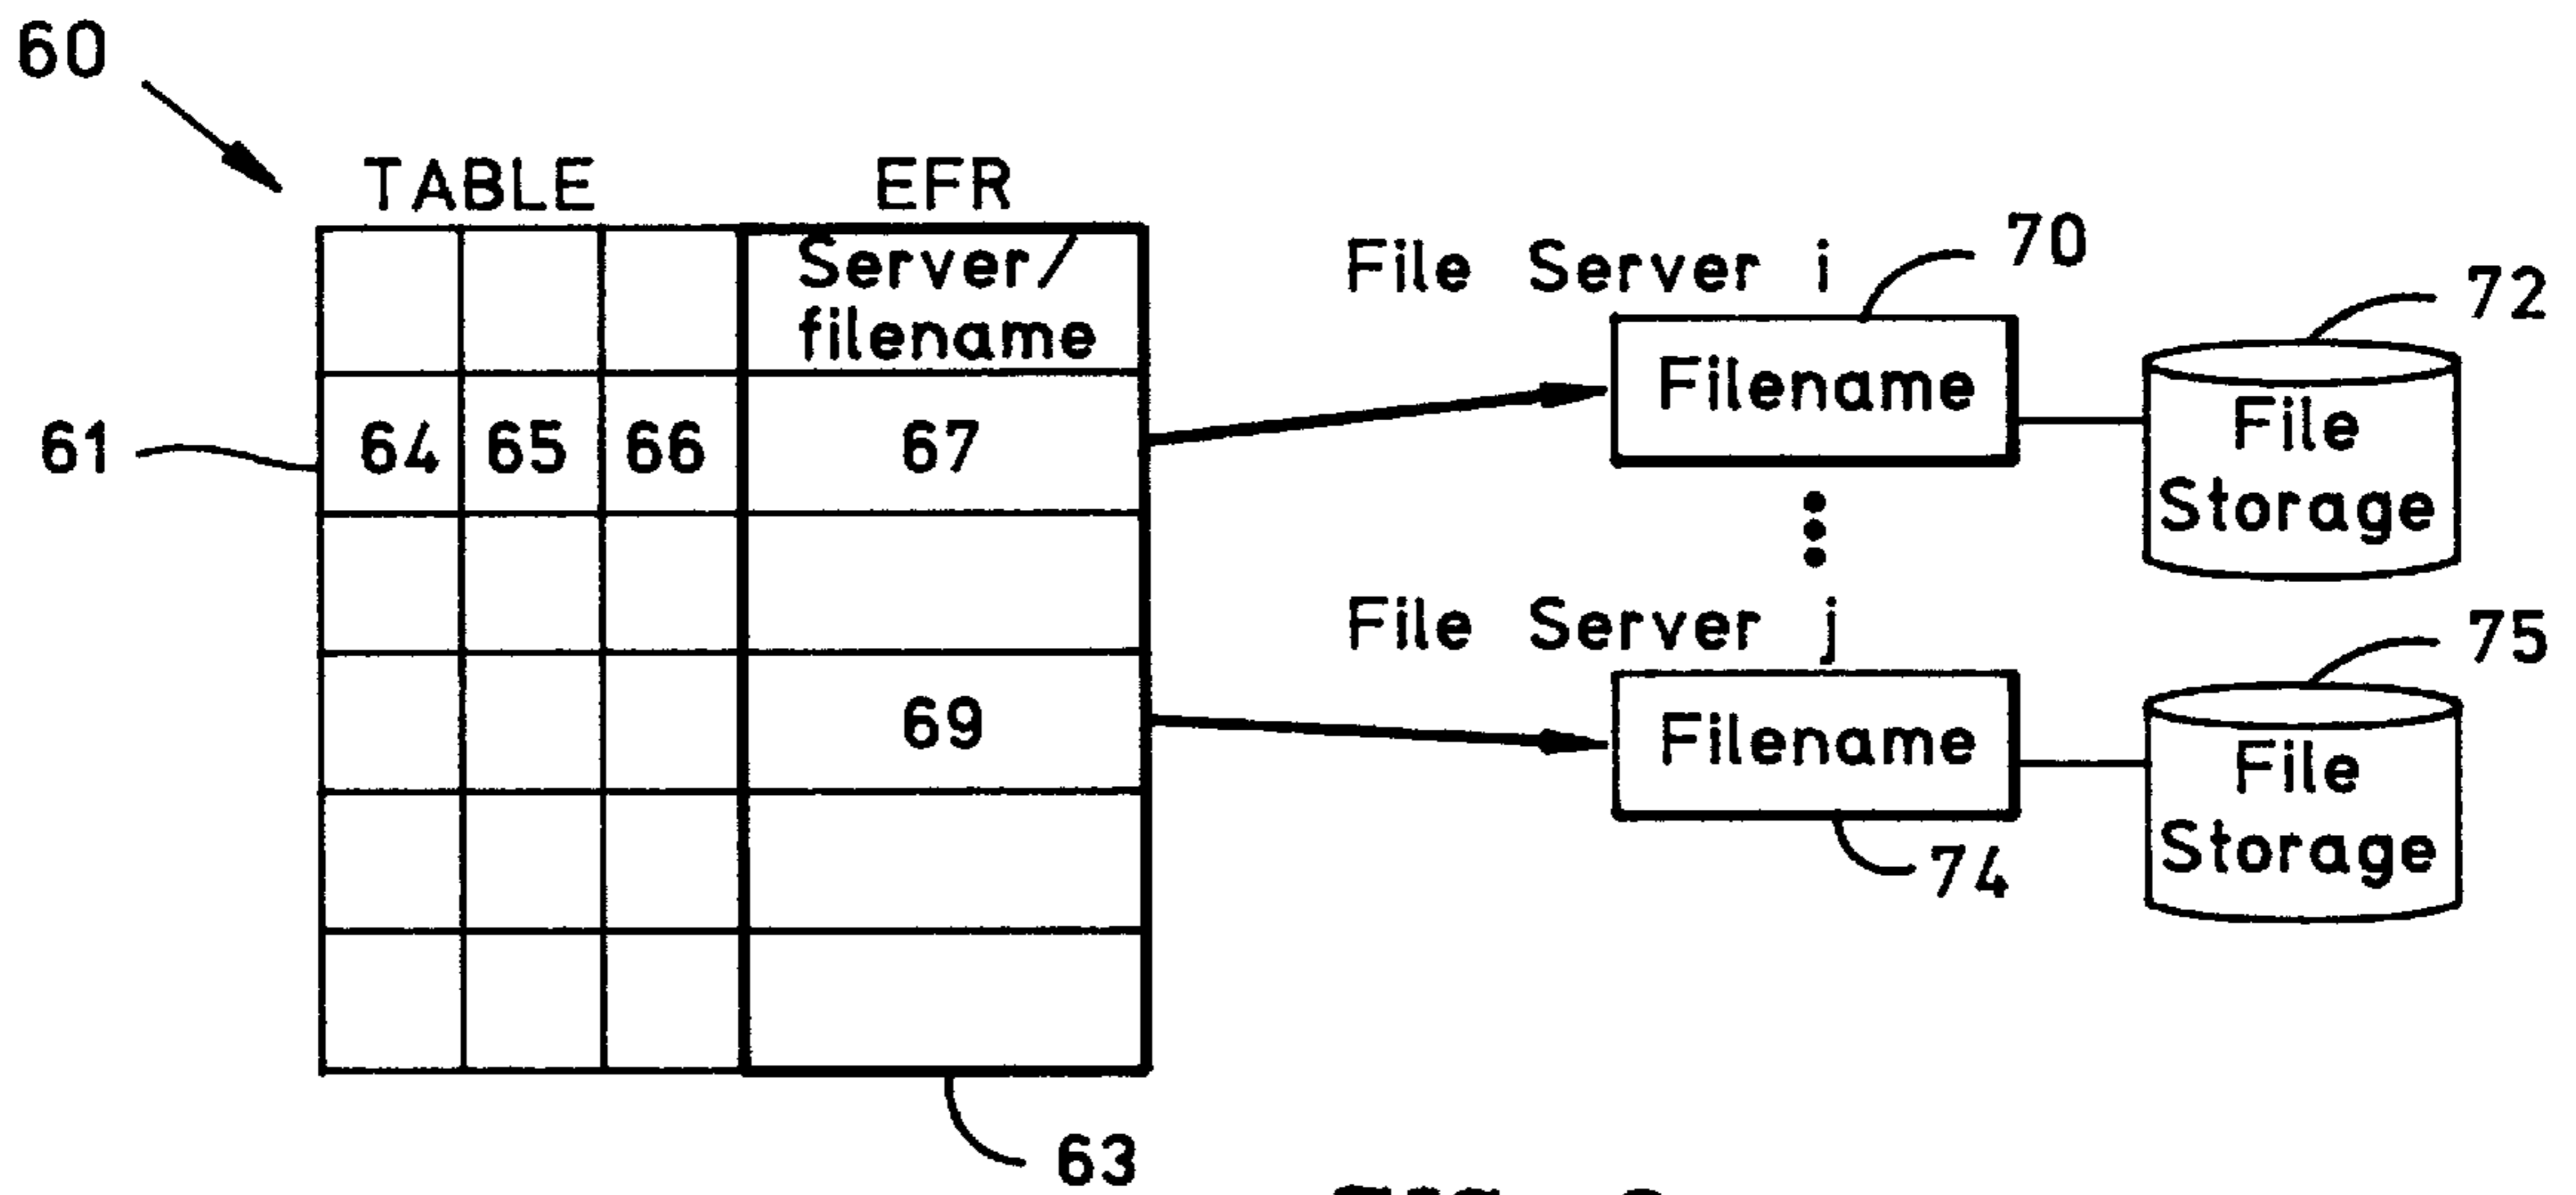 60
TABLE EFR
Server/
filename
File Server i
70
72
Filename
File
Storage
61
64 65 66 67
File Server j
75
69
Filename
File
Storage
74
63